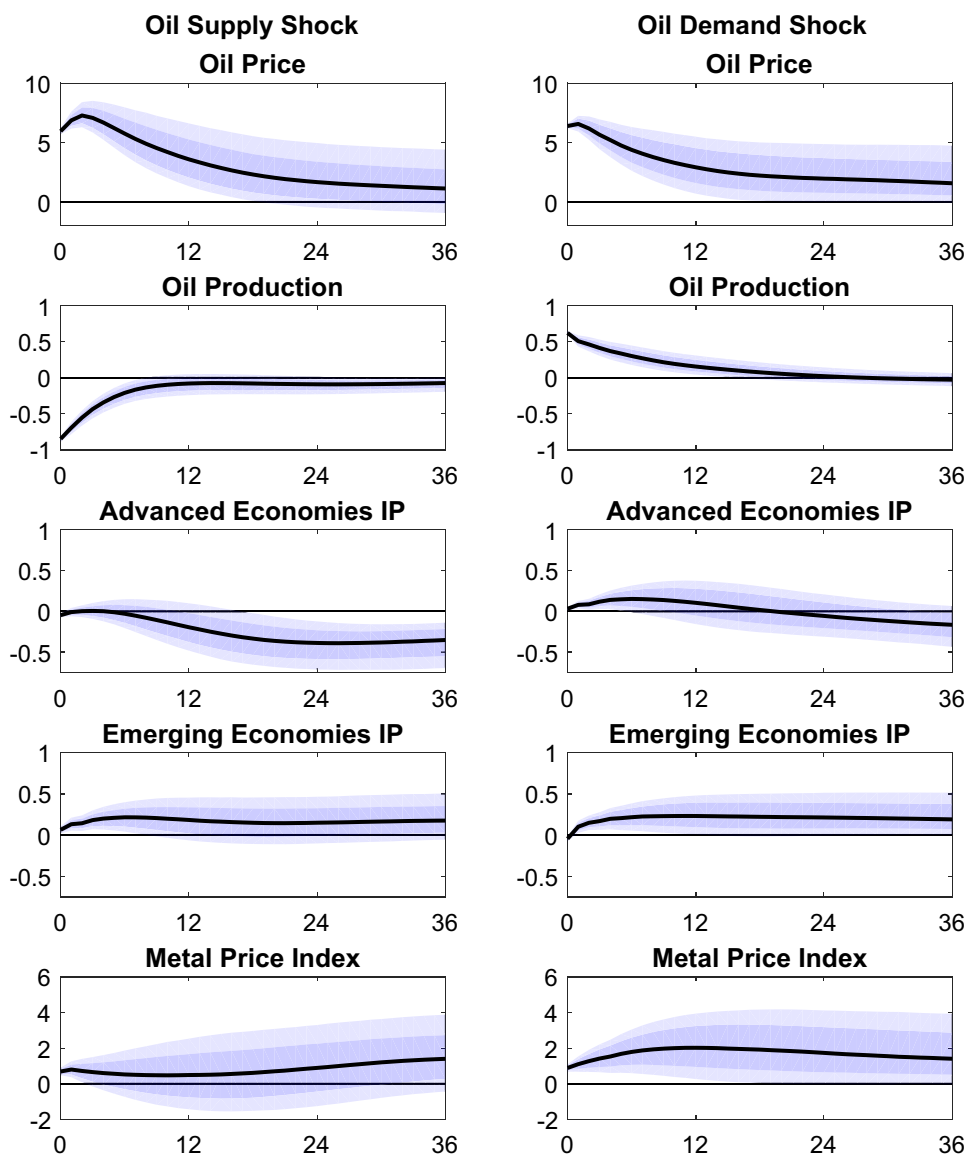 Oil Supply Shock
Oil Price
10
5
0
0 12 24 36
Oil Production
1
0.5
0
-0.5
-1
0 12 24 36
Advanced Economies IP
1
0.5
0
-0.5
0 12 24 36
Emerging Economies IP
1
0.5
0
-0.5
0 12 24 36
Metal Price Index
6
4
2
0
-2
0 12 24 36
Oil Demand Shock
Oil Price
10
5
0
0 12 24 36
Oil Production
1
0.5
0
-0.5
-1
0 12 24 36
Advanced Economies IP
1
0.5
0
-0.5
0 12 24 36
Emerging Economies IP
1
0.5
0
-0.5
0 12 24 36
Metal Price Index
6
4
2
0
-2
0 12 24 36